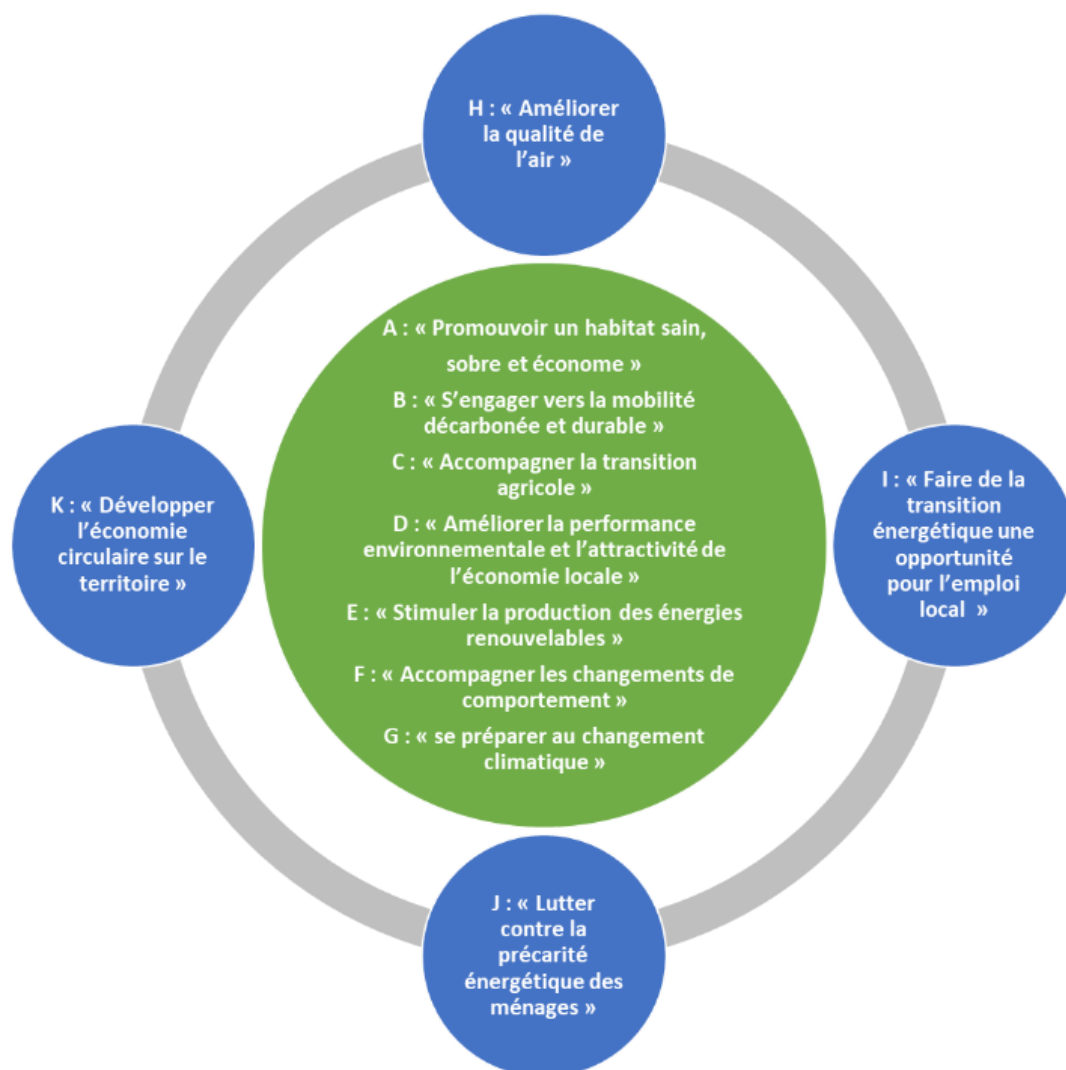 H : « Améliorer
la qualité de
l’air »
A : « Promouvoir un habitat sain,
sobre et économe »
B : « S’engager vers la mobilité
décarbonée et durable »
C : « Accompagner la transition
agricole »
D : « Améliorer la performance
environnementale et l’attractivité de
l’économie locale »
E : « Stimuler la production des énergies
renouvelables »
F : « Accompagner les changements de
comportement »
G : « se préparer au changement
climatique »
K : « Développer
l’économie
circulaire sur le
territoire »
I : « Faire de la
transition
énergétique une
opportunité
pour l’emploi
local »
J : « Lutter
contre la
précarité
énergétique des
ménages »